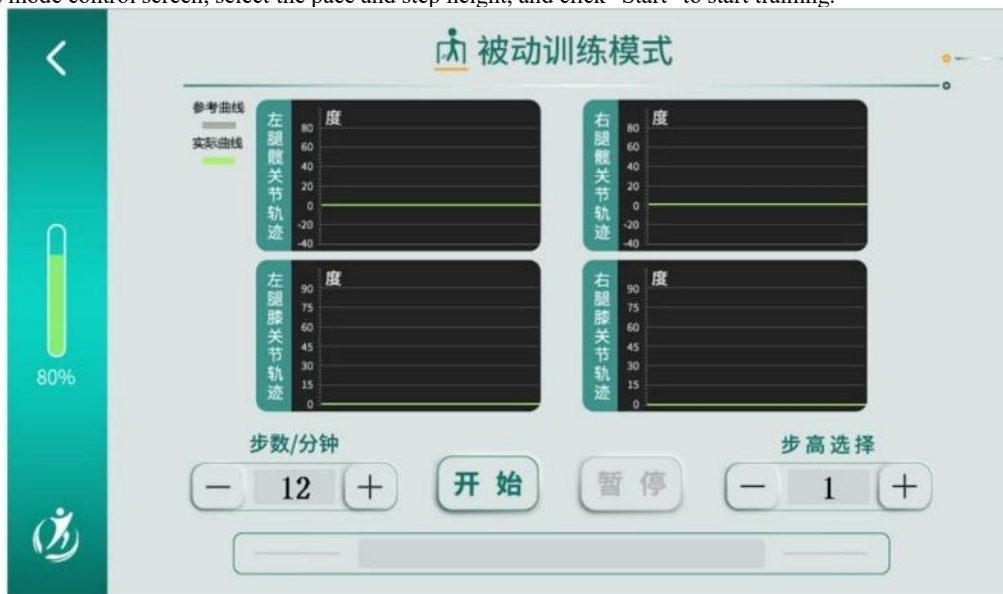 mode control screen, select the pace and step height, and click "Start" to start training.
被动训练模式
参考曲线
实际曲线
左腿髋关节轨迹
度
80
60
40
20
0
-20
-40
右腿髋关节轨迹
度
80
60
40
20
0
-20
-40
左腿膝关节轨迹
度
90
75
60
45
30
15
0
右腿膝关节轨迹
度
90
75
60
45
30
15
0
80%
步数/分钟
步高选择
12
开始
暂停
1